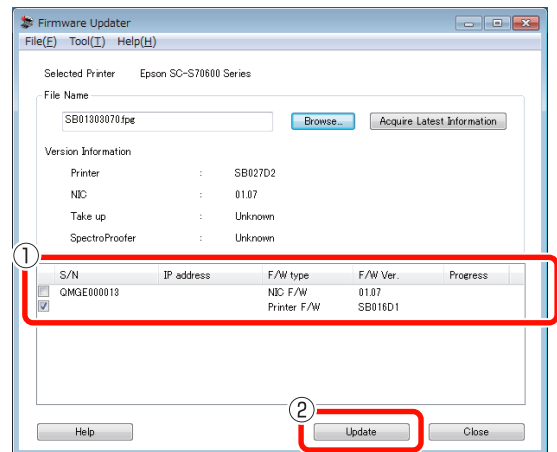 Firmware Updater
File(F) Tool(T) Help(H)
Selected Printer Epson SC-S70600 Series
File Name
SB01303070.fpg Browse... Acquire Latest Information
Version Information
Printer : SB027D2
NIC : 01.07
Take up : Unknown
SpectroProofer : Unknown
①
S/N IP address F/W type F/W Ver. Progress
QMGE000013 NIC F/W 01.07
Printer F/W SB016D1
②
Help Update Close